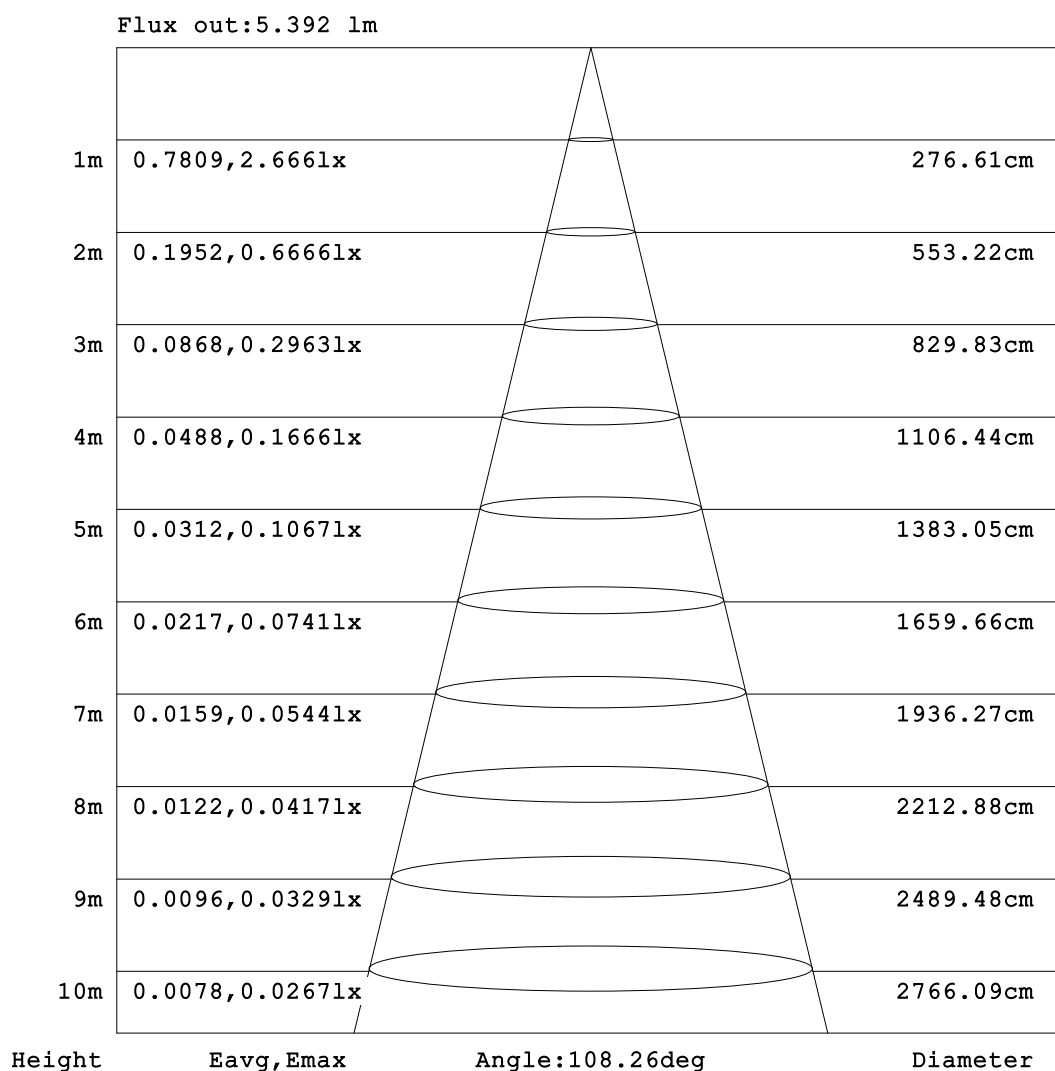 Flux out:5.392 lm
1m 0.7809,2.666lx 276.61cm
2m 0.1952,0.6666lx 553.22cm
3m 0.0868,0.2963lx 829.83cm
4m 0.0488,0.1666lx 1106.44cm
5m 0.0312,0.1067lx 1383.05cm
6m 0.0217,0.0741lx 1659.66cm
7m 0.0159,0.0544lx 1936.27cm
8m 0.0122,0.0417lx 2212.88cm
9m 0.0096,0.0329lx 2489.48cm
10m 0.0078,0.0267lx 2766.09cm
Height Eavg,Emax Angle:108.26deg Diameter